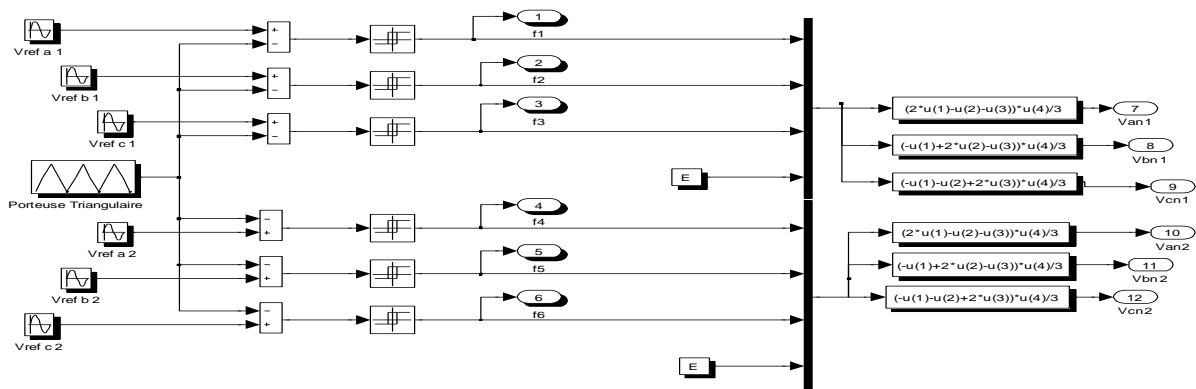 Vref a 1
+
−
1
f1
Vref b 1
+
−
2
f2
Vref c 1
+
−
3
f3
(2*u(1)-u(2)-u(3))*u(4)/3
7
Van1
(-u(1)+2*u(2)-u(3))*u(4)/3
8
Vbn1
(-u(1)-u(2)+2*u(3))*u(4)/3
9
Vcn1
Porteuse Triangulaire
E
Vref a 2
−
+
4
f4
(2*u(1)-u(2)-u(3))*u(4)/3
10
Van2
Vref b 2
−
+
5
f5
(-u(1)+2*u(2)-u(3))*u(4)/3
11
Vbn2
Vref c 2
−
+
6
f6
(-u(1)-u(2)+2*u(3))*u(4)/3
12
Vcn2
E